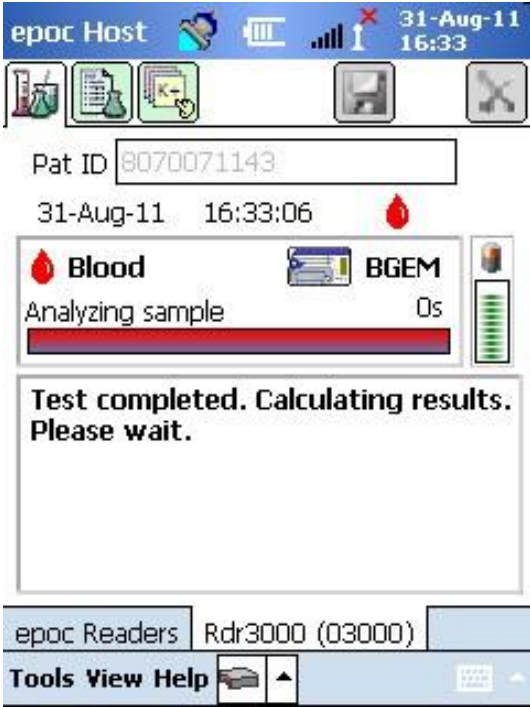 epoc Host 31-Aug-11
16:33
K+
Pat ID 8070071143
31-Aug-11 16:33:06
Blood BGEM
Analyzing sample 0s
Test completed. Calculating results.
Please wait.
epoc Readers Rdr3000 (03000)
Tools View Help